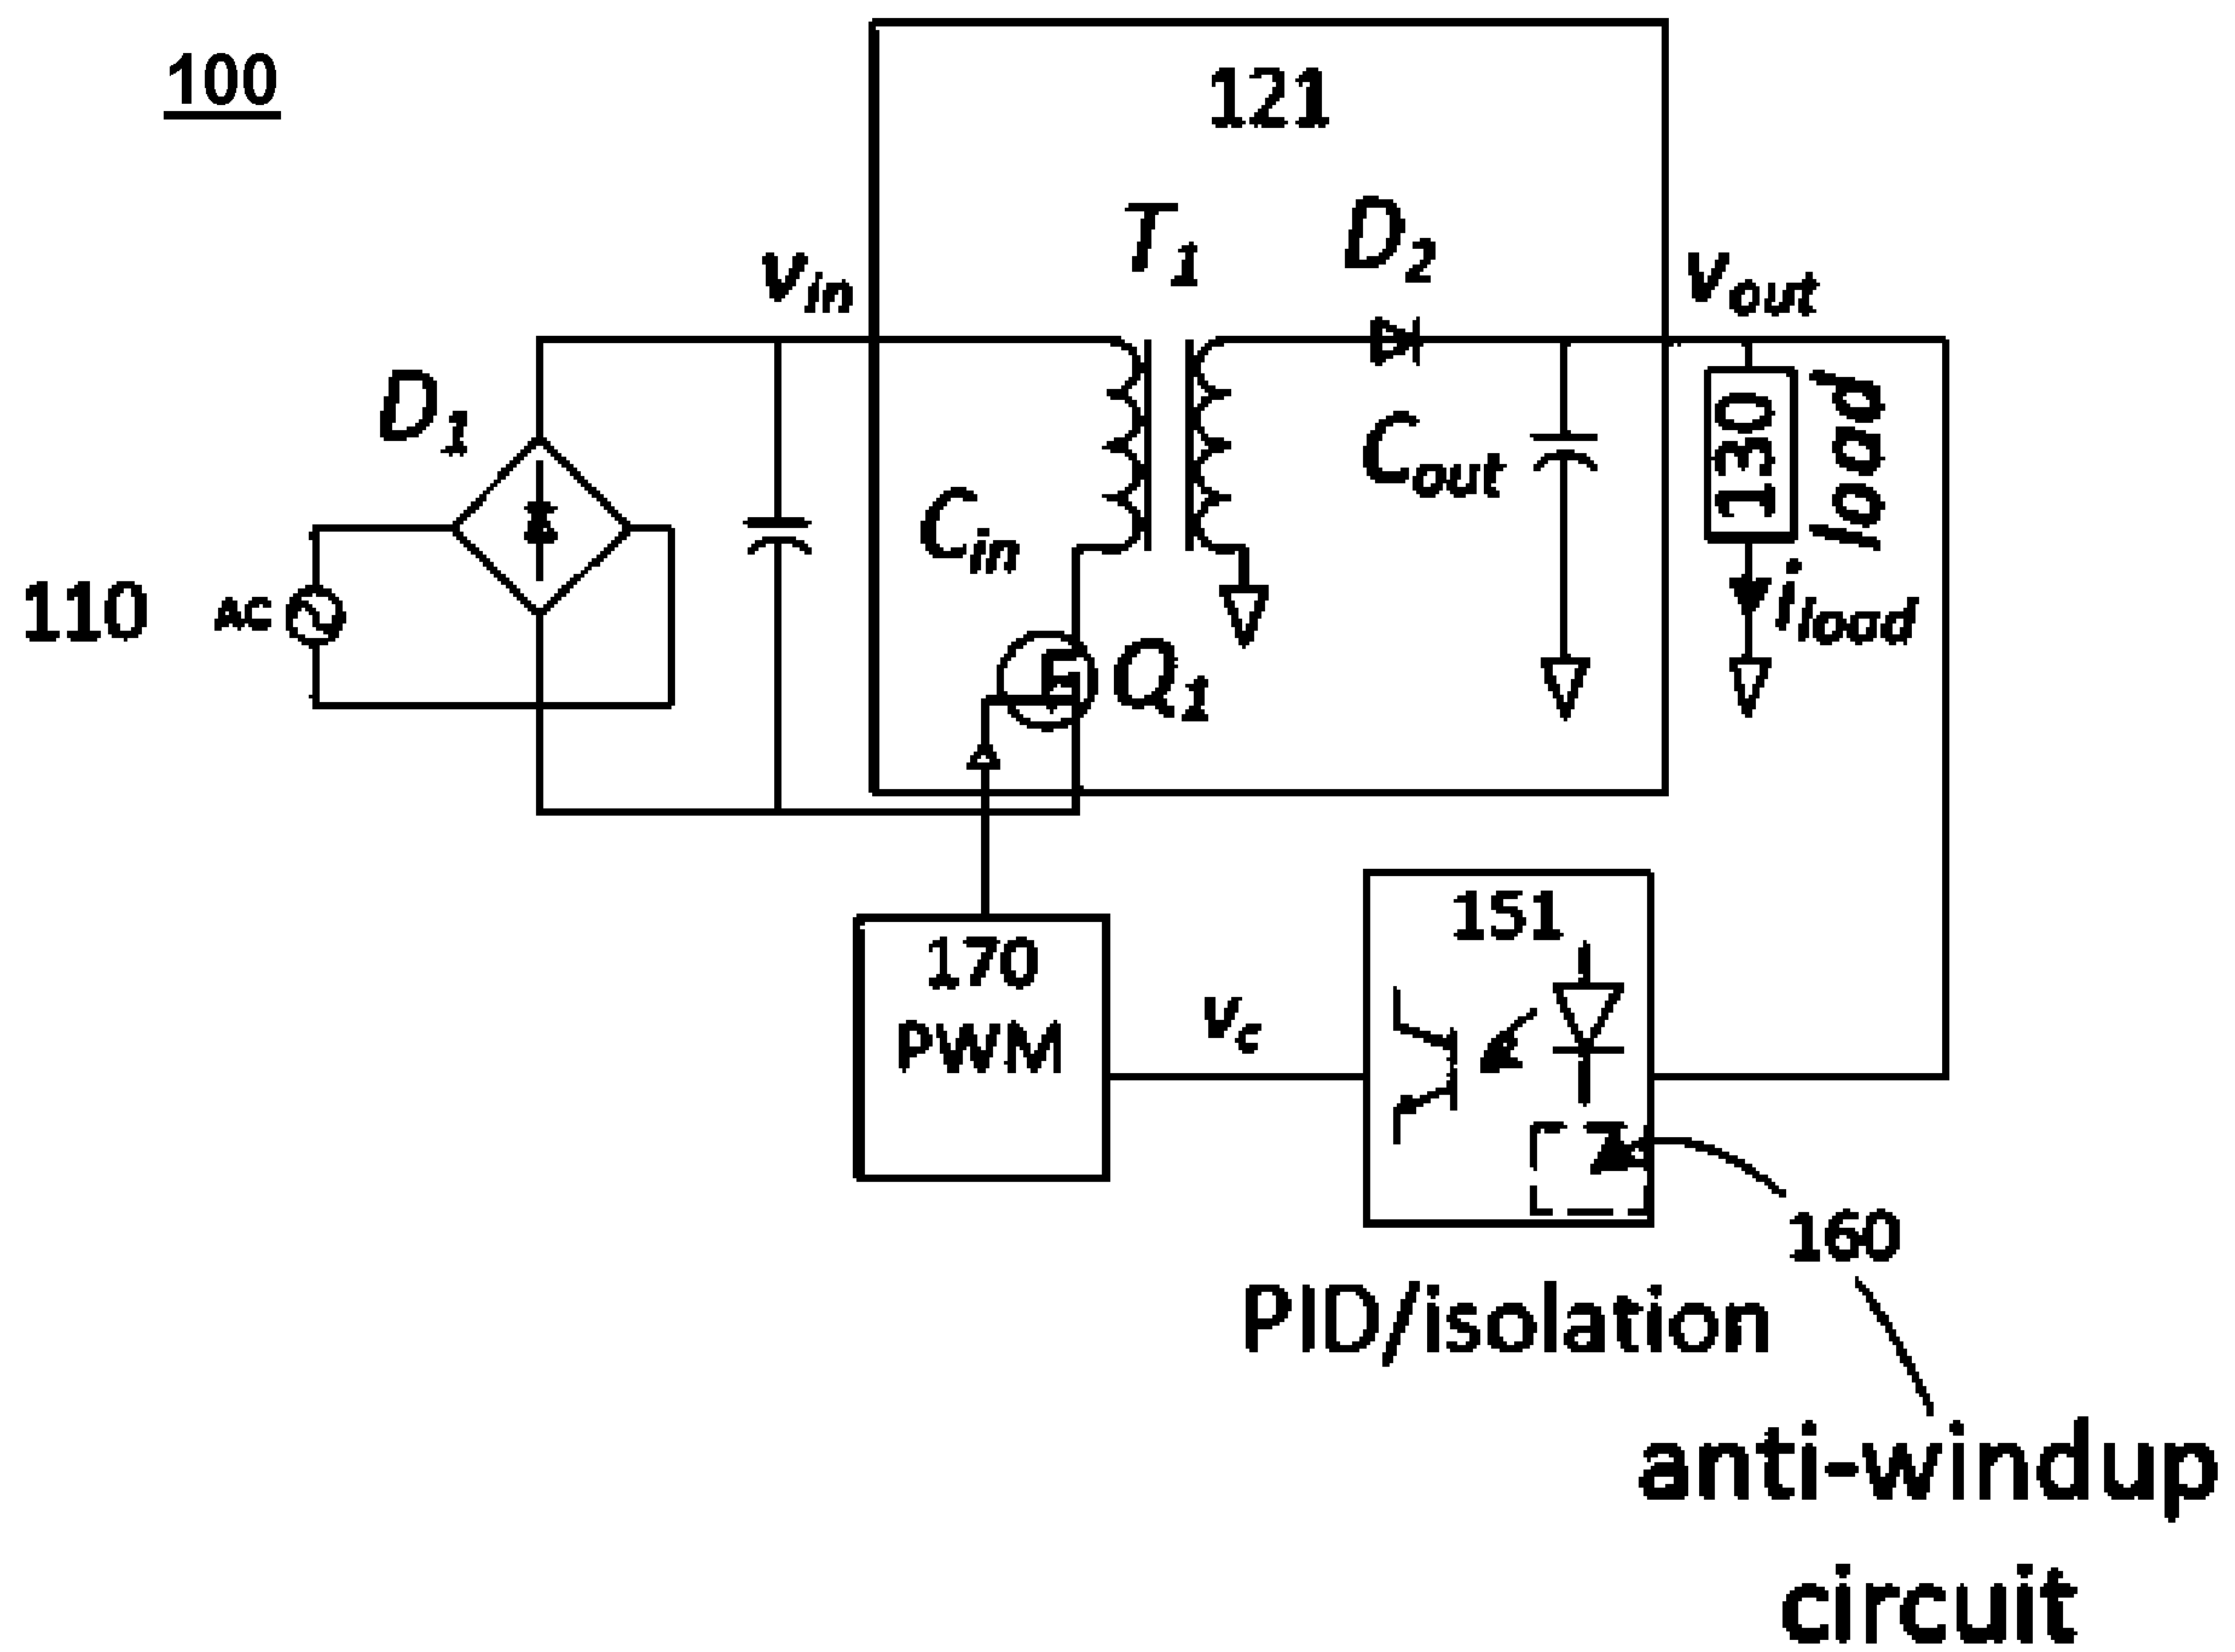 100
121
T1
D2
vin
vout
D1
130
load
Cout
Cin
110
AC
iload
Q1
151
170
PWM
vc
160
PID/isolation
anti-windup
circuit